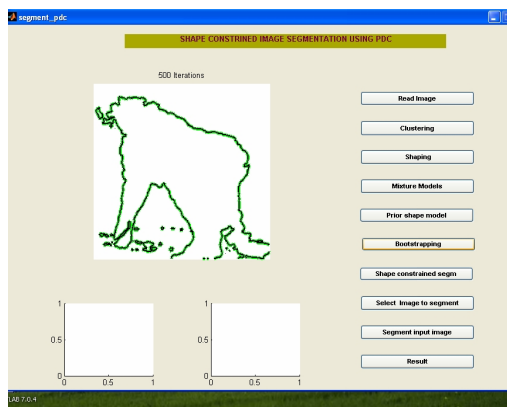 segment_pdc
SHAPE CONSTRINED IMAGE SEGMENTATION USING PDC
500 Iterations
Read Image
Clustering
Shaping
Mixture Models
Prior shape model
Bootstrapping
Shape constrained segm
Select Image to segment
Segment input image
Result
1
0.5
0
0 0.5 1
1
0.5
0
0 0.5 1
LAB 7.0.4